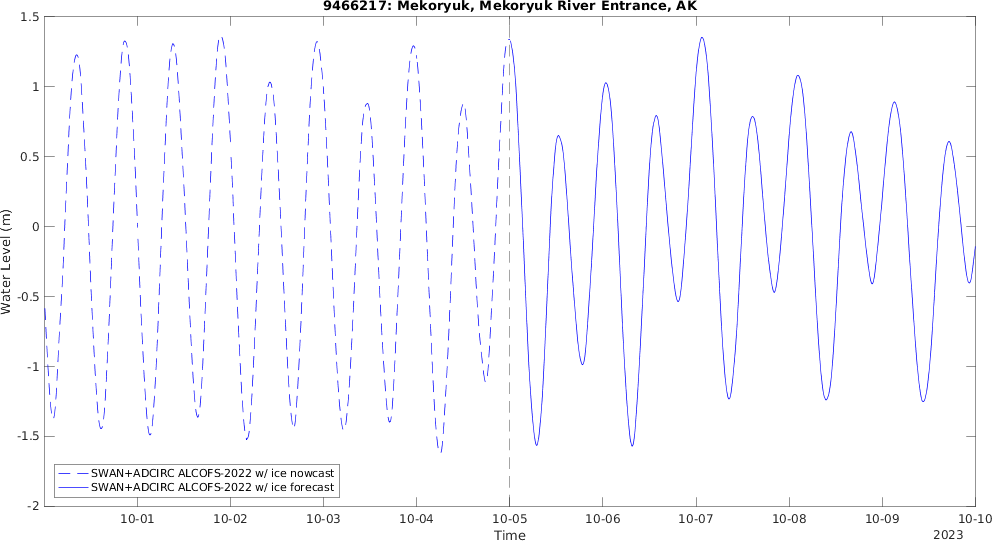 9466217: Mekoryuk, Mekoryuk River Entrance, AK
1.5
1
0.5
0
-0.5
-1
-1.5
-2
Water Level (m)
SWAN+ADCIRC ALCOFS-2022 w/ ice nowcast
SWAN+ADCIRC ALCOFS-2022 w/ ice forecast
10-01 10-02 10-03 10-04 10-05 10-06 10-07 10-08 10-09 10-10
Time
2023